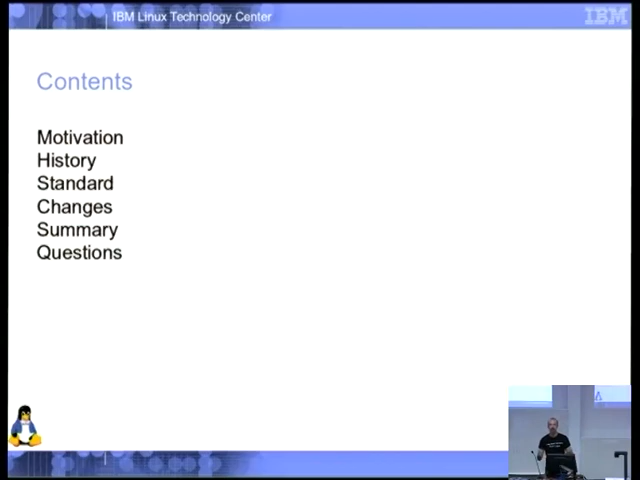 IBM Linux Technology Center
IBM
Contents
Motivation
History
Standard
Changes
Summary
Questions